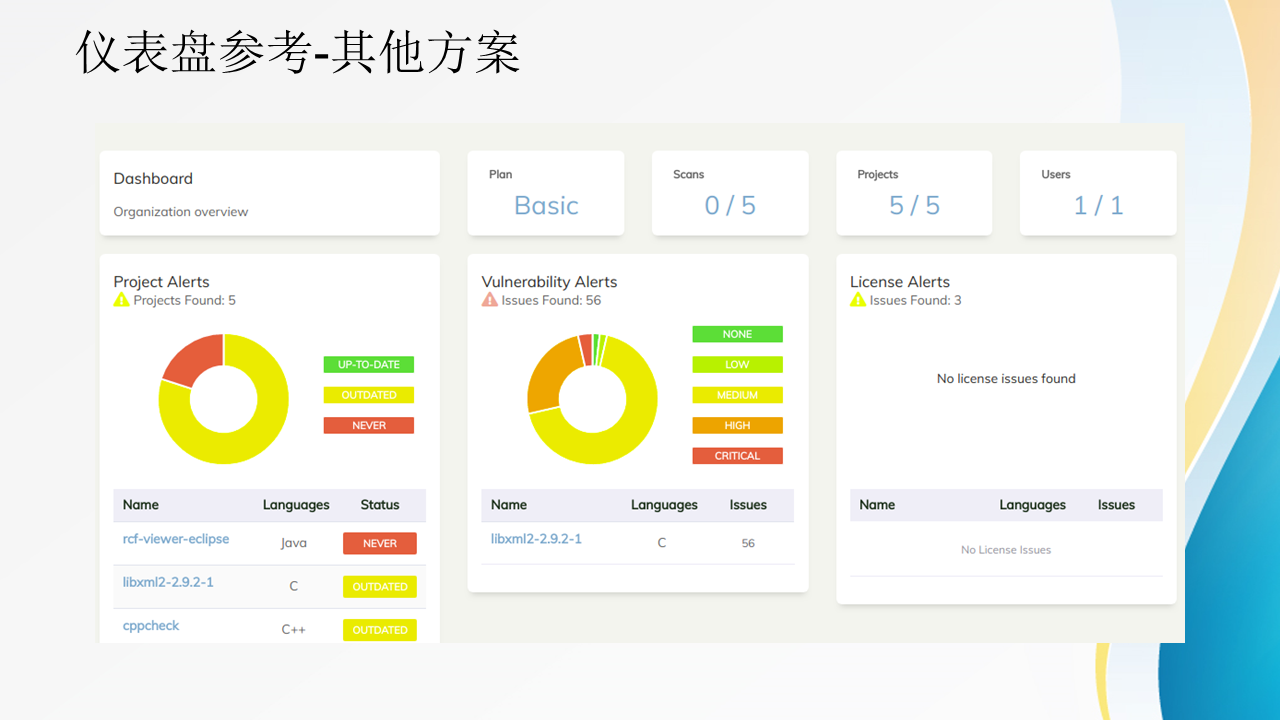 仪表盘参考-其他方案
Dashboard
Organization overview
Plan
Basic
Scans
0 / 5
Projects
5 / 5
Users
1 / 1
Project Alerts
Projects Found: 5
UP-TO-DATE
OUTDATED
NEVER
Name Languages Status
rcf-viewer-eclipse Java NEVER
libxml2-2.9.2-1 C OUTDATED
cppcheck C++ OUTDATED
Vulnerability Alerts
Issues Found: 56
NONE
LOW
MEDIUM
HIGH
CRITICAL
Name Languages Issues
libxml2-2.9.2-1 C 56
License Alerts
Issues Found: 3
No license issues found
Name Languages Issues
No License Issues